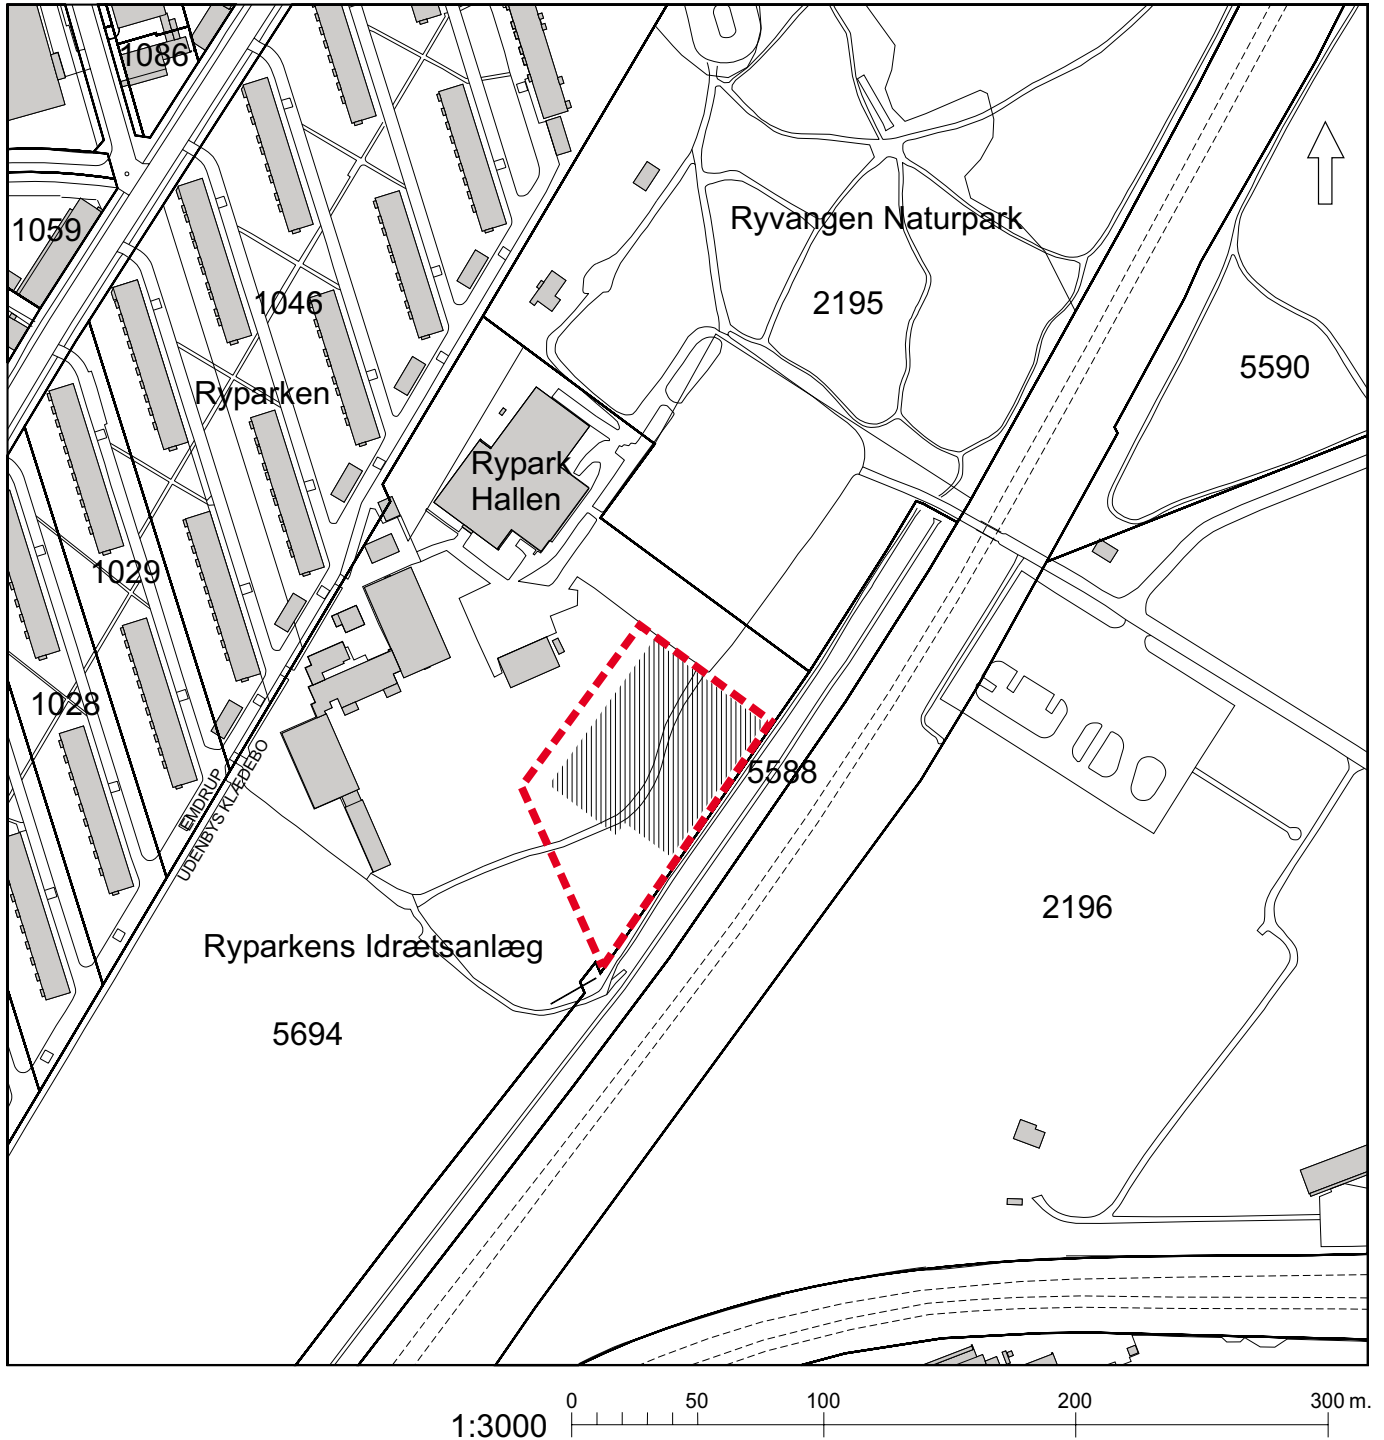 1086
1059
Ryvangen Naturpark
1046
2195
5590
Ryparken
Rypark
Hallen
1029
1028
EMDRUP
UDENBYS KLÆDEBO
5588
2196
Ryparkens Idrætsanlæg
5694
1:3000
0 50 100 200 300 m.